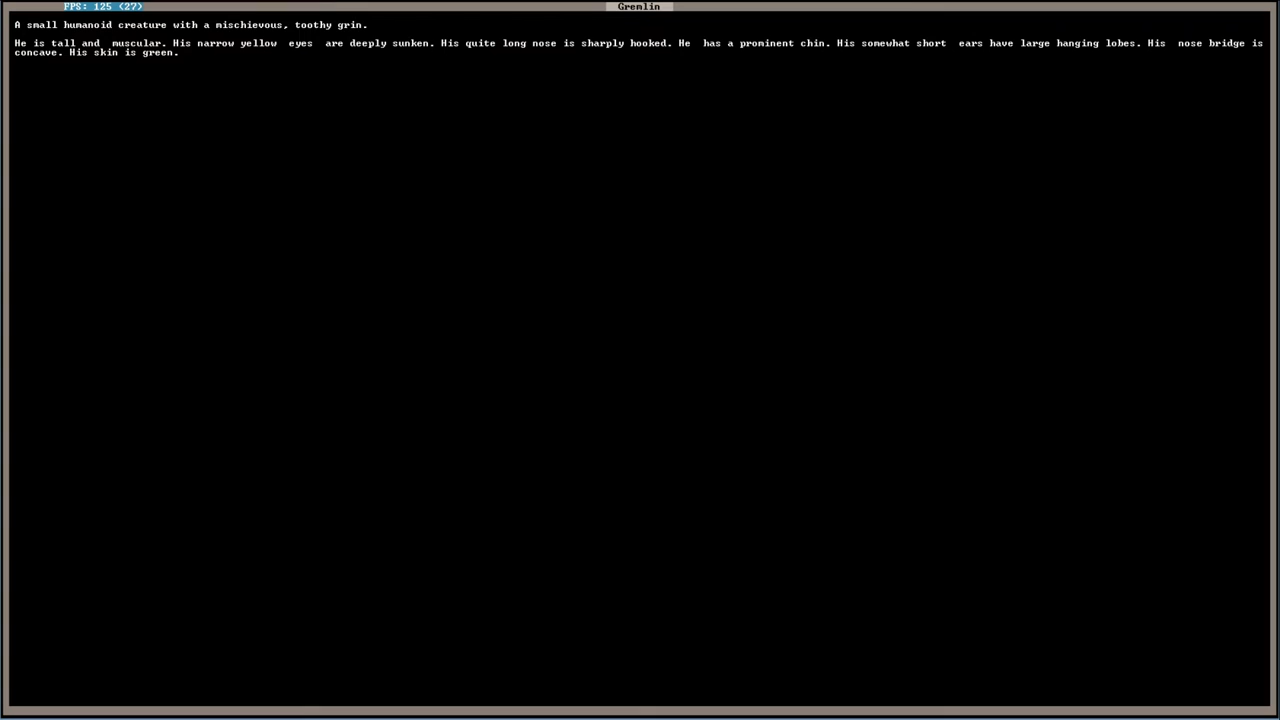 FPS: 125 (27) Gremlin
A small humanoid creature with a mischievous, toothy grin.
He is tall and  muscular. His narrow yellow  eyes  are deeply sunken. His quite long nose is sharply hooked. He  has a prominent chin. His somewhat short  ears have large hanging lobes. His  nose bridge is
concave. His skin is green.